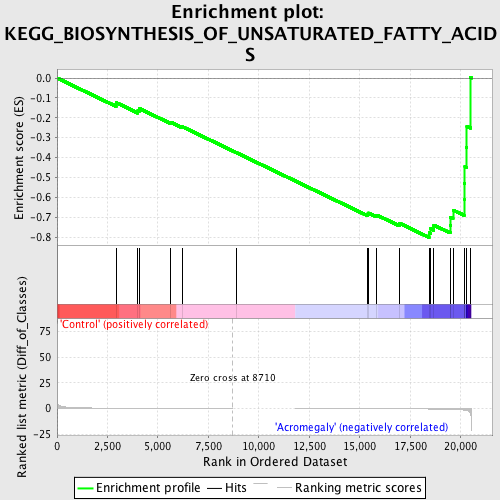 Enrichment plot:
KEGG_BIOSYNTHESIS_OF_UNSATURATED_FATTY_ACID
S
Enrichment score (ES)
0.0
-0.1
-0.2
-0.3
-0.4
-0.5
-0.6
-0.7
-0.8
Ranked list metric (Diff_of_Classes)
75
50
25
0
-25
'Control' (positively correlated)
Zero cross at 8710
'Acromegaly' (negatively correlated)
0
2,500
5,000
7,500
10,000
12,500
15,000
17,500
20,000
Rank in Ordered Dataset
Enrichment profile
Hits
Ranking metric scores